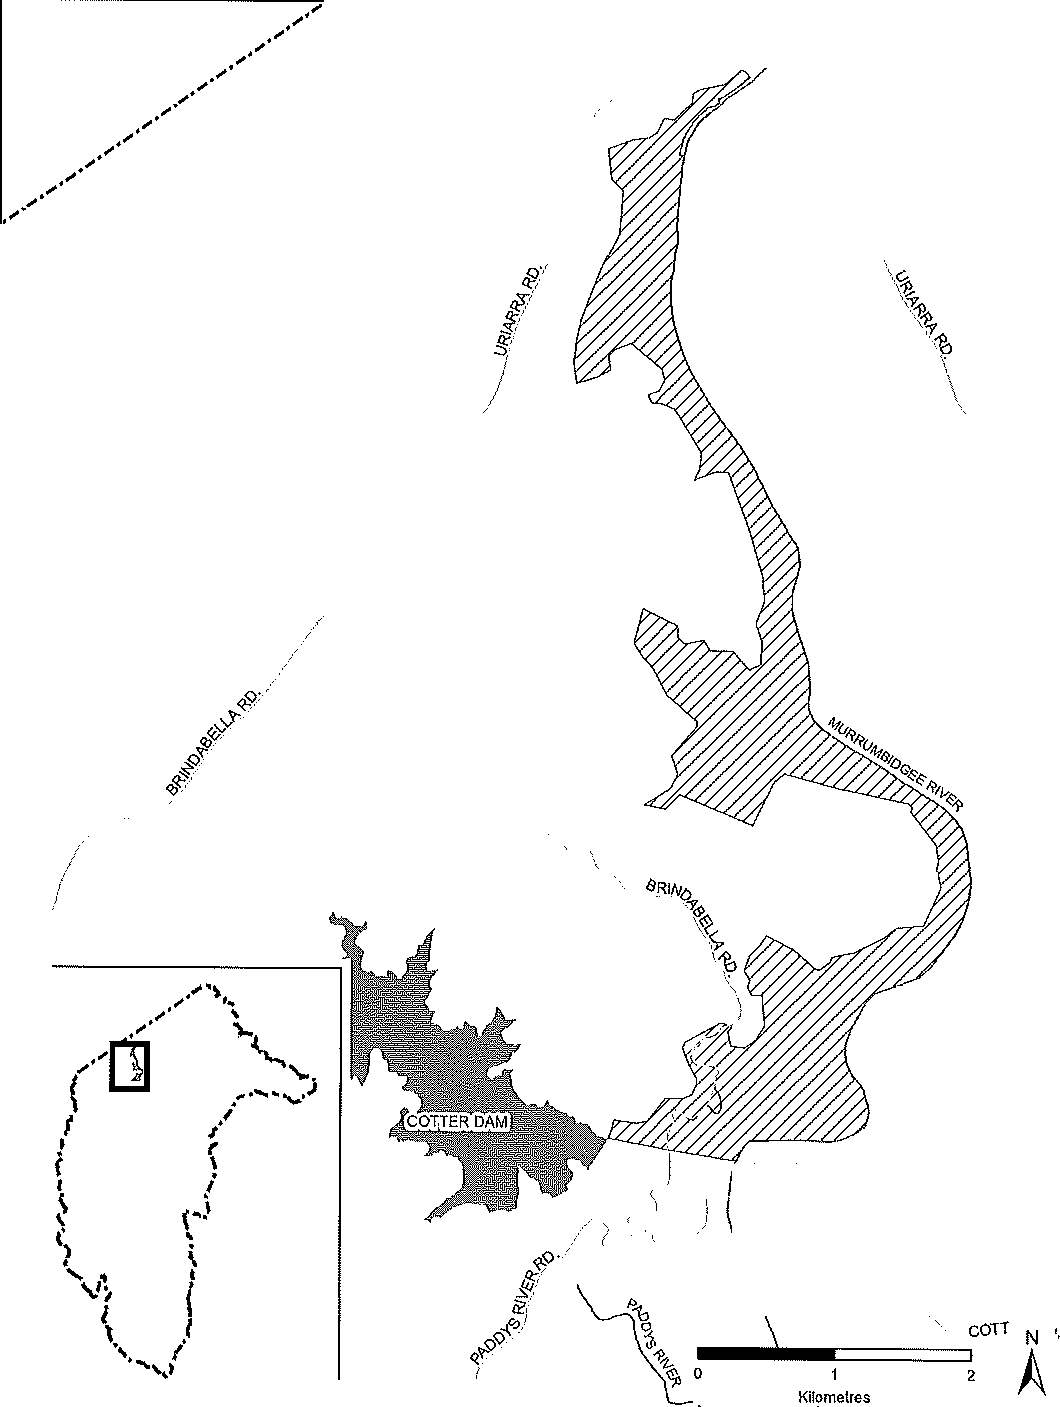 URIARRA RD.
URIARRA RD.
BRINDABELLA RD.
MURRUMBIDGEE RIVER
BRINDABELLA RD.
COTTER DAM
PADDYS RIVER RD.
PADDYS RIVER
COTT
N
0 1 2
Kilometres